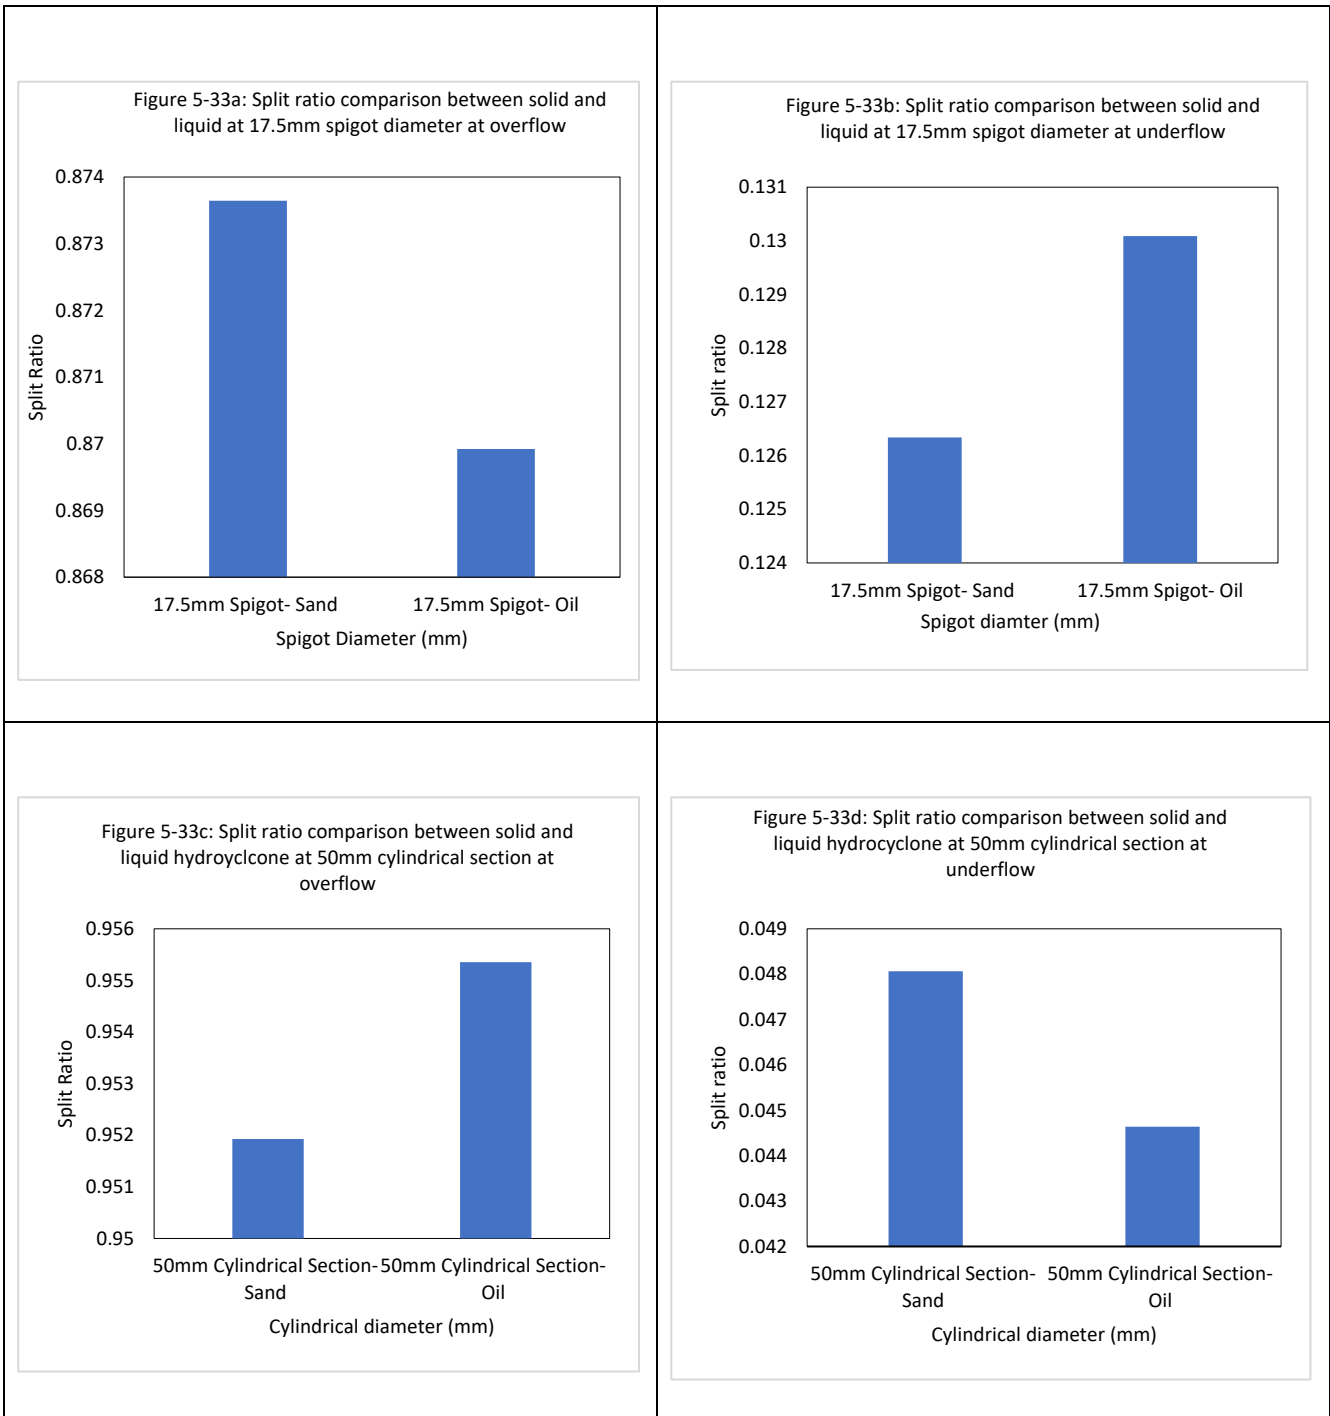 Figure 5-33a: Split ratio comparison between solid and
liquid at 17.5mm spigot diameter at overflow
0.874
0.873
0.872
0.871
0.87
0.869
0.868
Split Ratio
17.5mm Spigot- Sand
17.5mm Spigot- Oil
Spigot Diameter (mm)
Figure 5-33b: Split ratio comparison between solid and
liquid at 17.5mm spigot diameter at underflow
0.131
0.13
0.129
0.128
0.127
0.126
0.125
0.124
Split ratio
17.5mm Spigot- Sand
17.5mm Spigot- Oil
Spigot diamter (mm)
Figure 5-33c: Split ratio comparison between solid and
liquid hydroyclcone at 50mm cylindrical section at
overflow
0.956
0.955
0.954
0.953
0.952
0.951
0.95
Split Ratio
50mm Cylindrical Section-
Sand
50mm Cylindrical Section-
Oil
Cylindrical diameter (mm)
Figure 5-33d: Split ratio comparison between solid and
liquid hydrocyclone at 50mm cylindrical section at
underflow
0.049
0.048
0.047
0.046
0.045
0.044
0.043
0.042
Split ratio
50mm Cylindrical Section-
Sand
50mm Cylindrical Section-
Oil
Cylindrical diameter (mm)